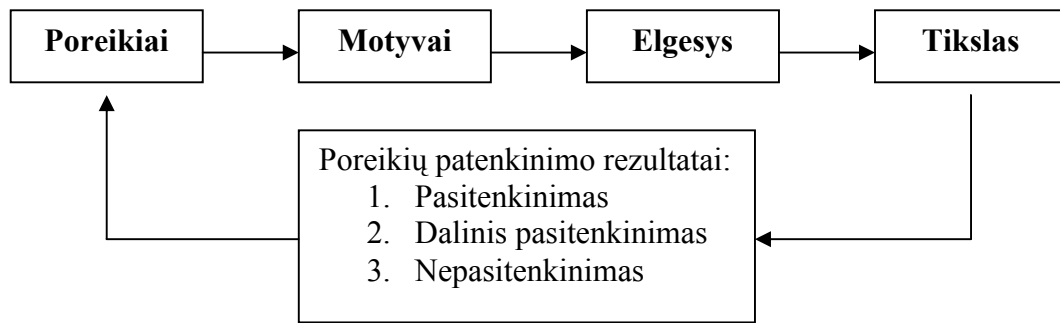 Poreikiai
Motyvai
Elgesys
Tikslas
Poreikių patenkinimo rezultatai:
1. Pasitenkinimas
2. Dalinis pasitenkinimas
3. Nepasitenkinimas